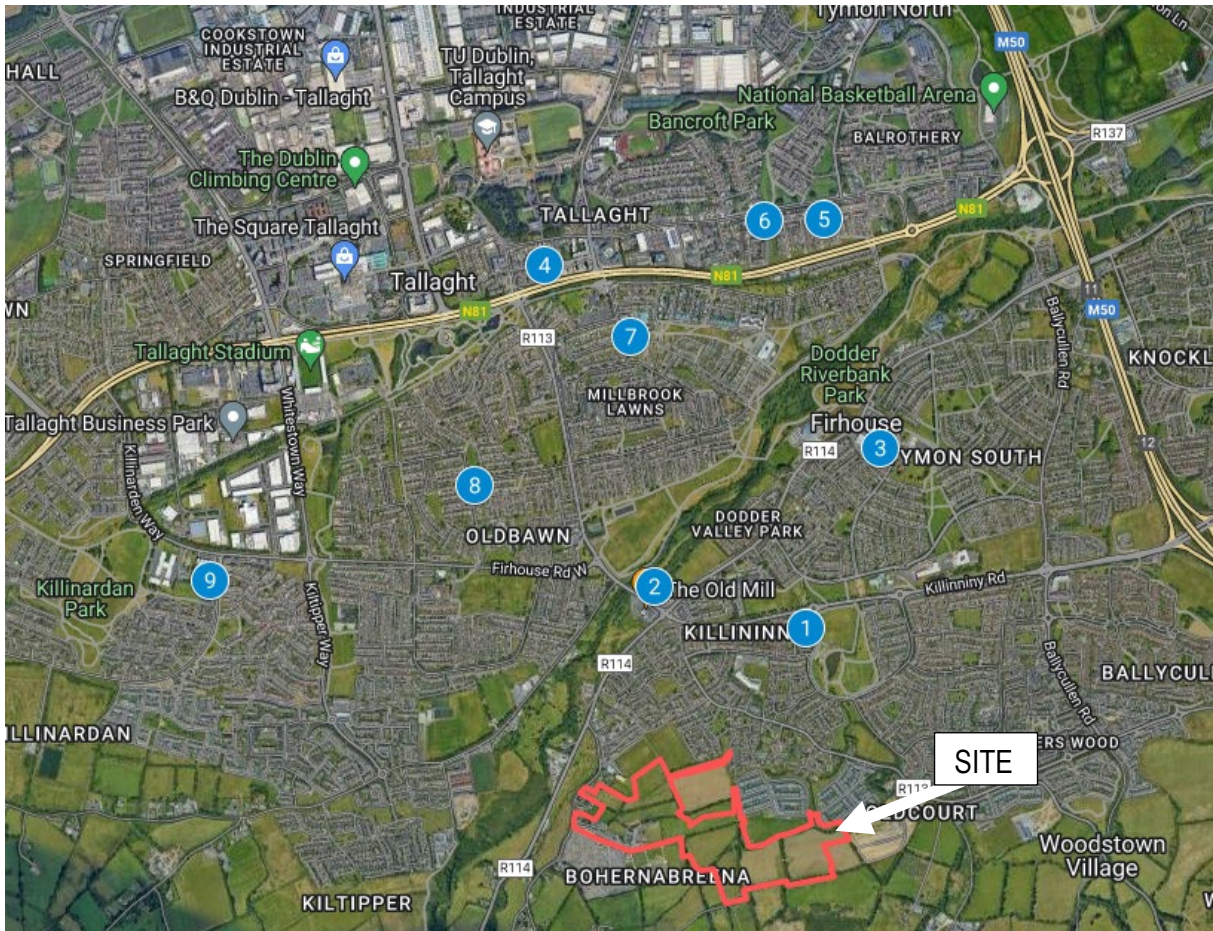 INDUSTRIAL
ESTATE
Tymon North
COOKSTOWN
INDUSTRIAL
ESTATE
HALL
TU Dublin,
Tallaght
Campus
M50
B&Q Dublin - Tallaght
National Basketball Arena
Bancroft Park
BALROTHERY
R137
The Dublin
Climbing Centre
TALLAGHT
6
5
N81
The Square Tallaght
SPRINGFIELD
4
Tallaght
N81
11
WN
N81
M50
R113
7
Ballycullen Rd
Tallaght Stadium
Dodder
Riverbank
Park
KNOCKL
MILLBROOK
LAWNS
Whitestown Way
Tallaght Business Park
Firhouse
R114
3
YMON SOUTH
12
Killinarden Way
8
DODDER
VALLEY PARK
OLDBAWN
Firhouse Rd W
9
Killinardan
Park
2
The Old Mill
Killininny Rd
Kiltipper Way
KILLININN
1
R114
Ballycullen Rd
BALLYCUL
ILLINARDAN
ERS WOOD
SITE
R113
OLDCOURT
Woodstown
Village
R114
BOHERNABREENA
KILTIPPER